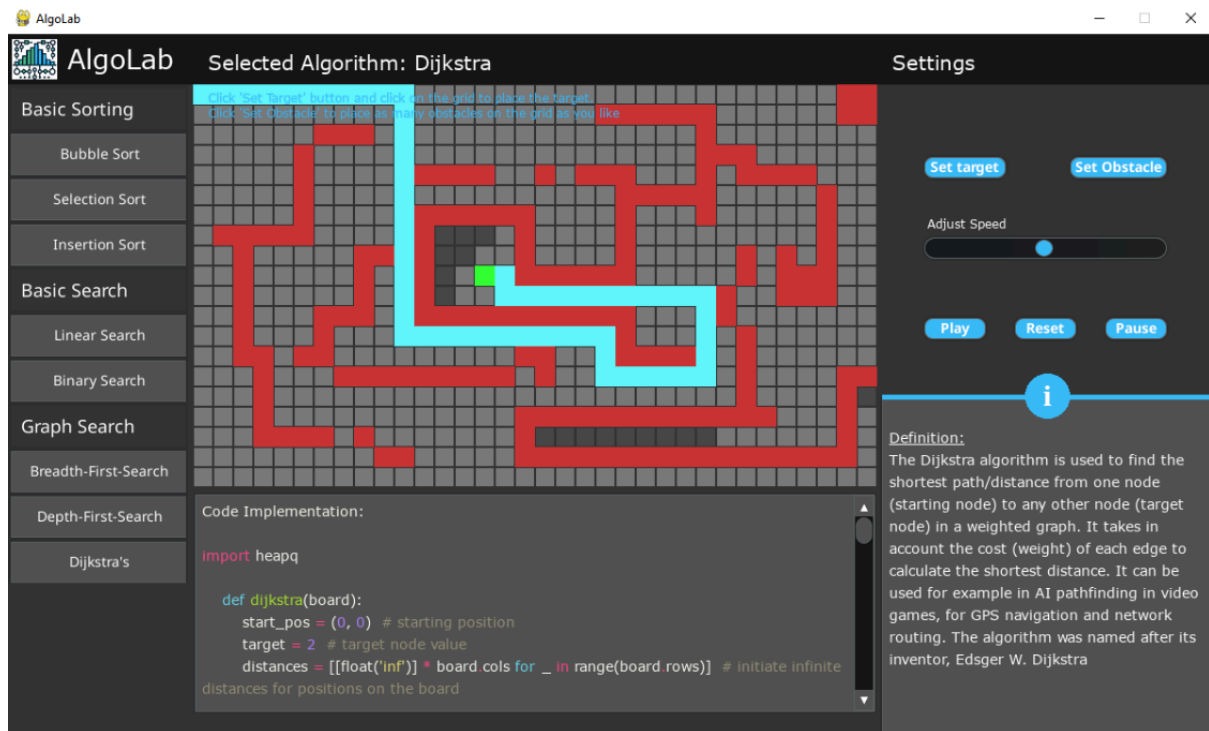 AlgoLab
AlgoLab
Selected Algorithm: Dijkstra
Settings
Basic Sorting
Bubble Sort
Selection Sort
Insertion Sort
Basic Search
Linear Search
Binary Search
Graph Search
Breadth-First-Search
Depth-First-Search
Dijkstra's
Click 'Set Target' button and click on the grid to place the target.
Click 'Set Obstacle' to place as many obstacles on the grid as you like
Code Implementation:
import heapq
def dijkstra(board):
start_pos = (0, 0)  # starting position
target = 2  # target node value
distances = [[float('inf')] * board.cols for _ in range(board.rows)]  # initiate infinite
distances for positions on the board
Set target
Set Obstacle
Adjust Speed
Play
Reset
Pause
i
Definition:
The Dijkstra algorithm is used to find the
shortest path/distance from one node
(starting node) to any other node (target
node) in a weighted graph. It takes in
account the cost (weight) of each edge to
calculate the shortest distance. It can be
used for example in AI pathfinding in video
games, for GPS navigation and network
routing. The algorithm was named after its
inventor, Edsger W. Dijkstra